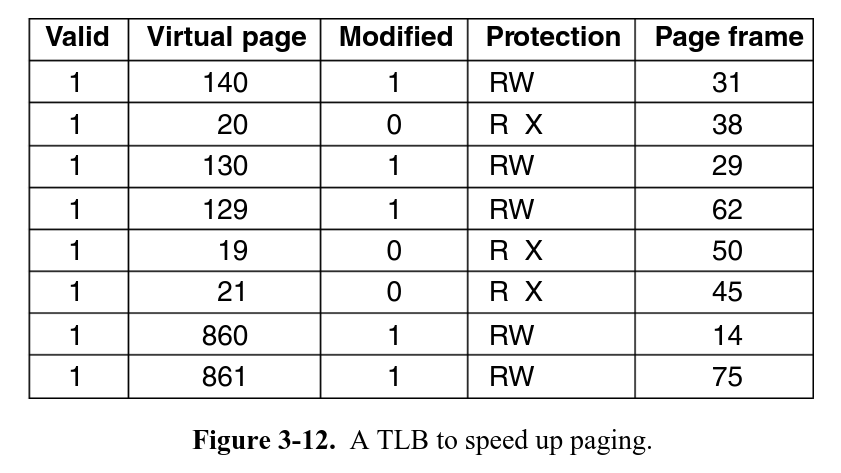 Valid Virtual page Modified Protection Page frame
1 140 1 RW 31
1 20 0 R X 38
1 130 1 RW 29
1 129 1 RW 62
1 19 0 R X 50
1 21 0 R X 45
1 860 1 RW 14
1 861 1 RW 75
Figure 3-12. A TLB to speed up paging.